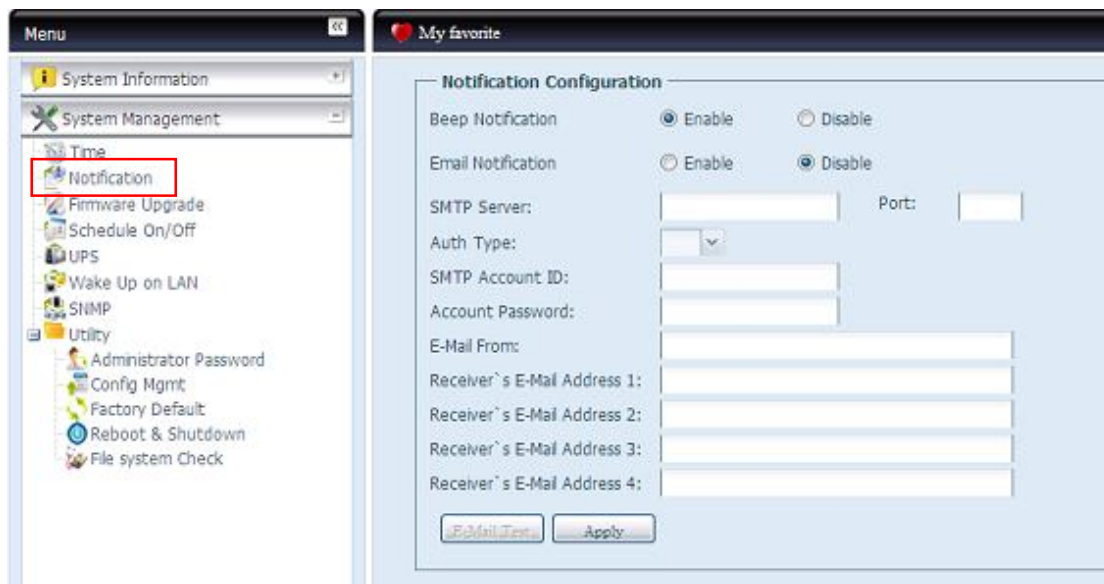 Menu
My favorite
System Information
System Management
Time
Notification
Firmware Upgrade
Schedule On/Off
UPS
Wake Up on LAN
SNMP
Utility
Administrator Password
Config Mgmt
Factory Default
Reboot & Shutdown
File system Check
Notification Configuration
Beep Notification Enable Disable
Email Notification Enable Disable
SMTP Server: Port:
Auth Type:
SMTP Account ID:
Account Password:
E-Mail From:
Receiver`s E-Mail Address 1:
Receiver`s E-Mail Address 2:
Receiver`s E-Mail Address 3:
Receiver`s E-Mail Address 4:
E-Mail Test Apply